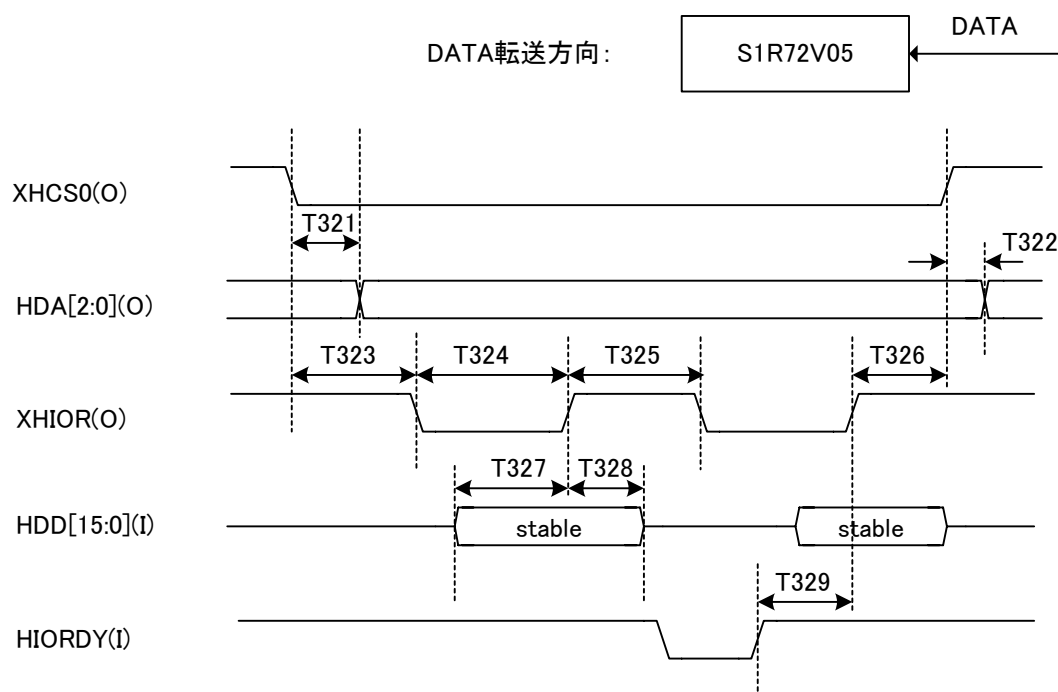 DATA
DATA転送方向:
S1R72V05
XHCS0(O)
T321
T322
HDA[2:0](O)
T323
T324
T325
T326
XHIOR(O)
T327
T328
HDD[15:0](I)
stable
stable
T329
HIORDY(I)